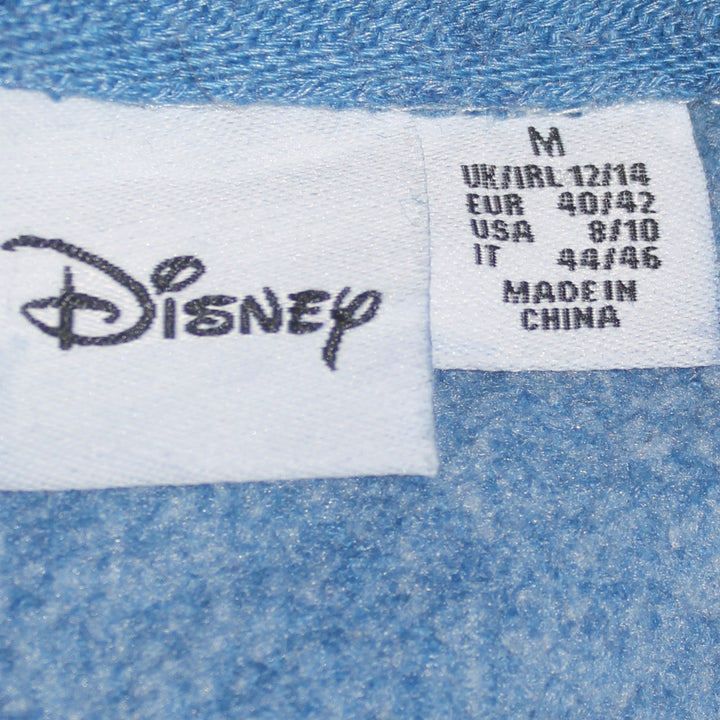 Disney
M
UK/IRL 12/14
EUR 40/42
USA 8/10
IT 44/46
MADE IN
CHINA